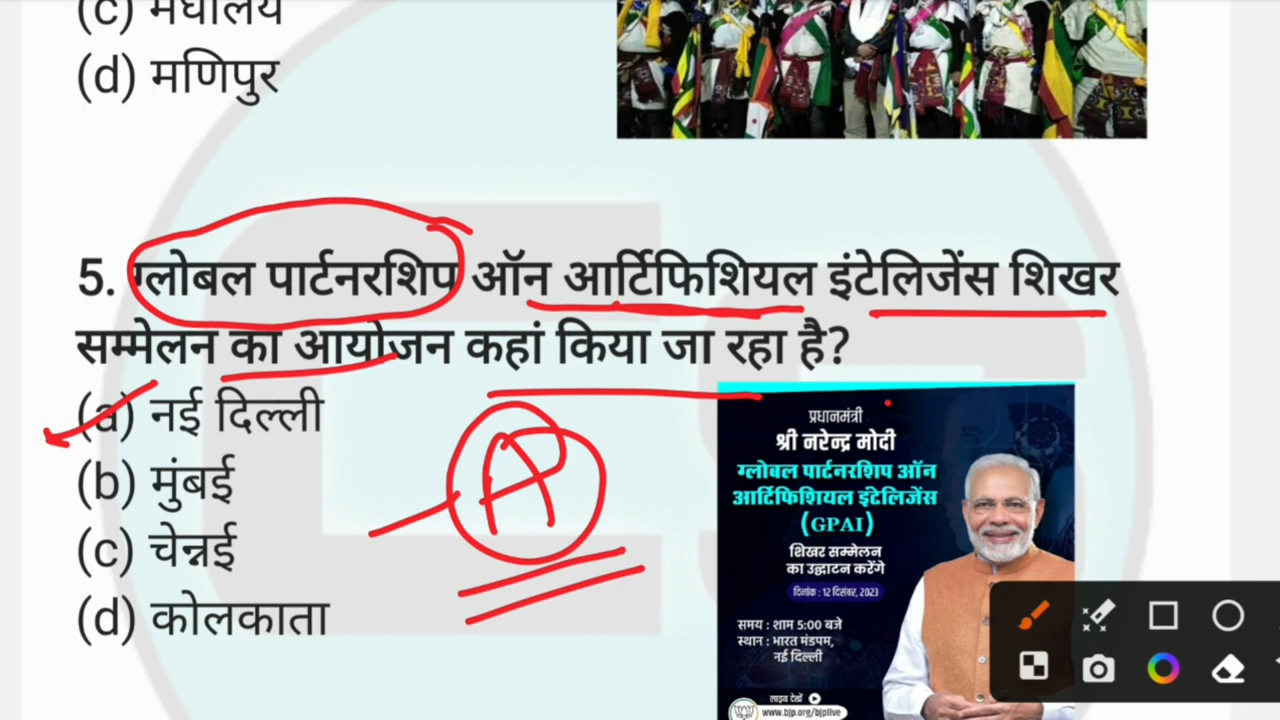 (c) मेघालय
(d) मणिपुर
5. ग्लोबल पार्टनरशिप ऑन आर्टिफिशियल इंटेलिजेंस शिखर
सम्मेलन का आयोजन कहां किया जा रहा है?
(a) नई दिल्ली
(b) मुंबई
(c) चेन्नई
(d) कोलकाता
A
प्रधानमंत्री
श्री नरेन्द्र मोदी
ग्लोबल पार्टनरशिप ऑन
आर्टिफिशियल इंटेलिजेंस
(GPAI)
शिखर सम्मेलन
का उद्घाटन करेंगे
दिनांक : 12 दिसंबर, 2023
समय : शाम 5:00 बजे
स्थान : भारत मंडपम,
नई दिल्ली
लाइव देखें
www.bjp.org/bjplive